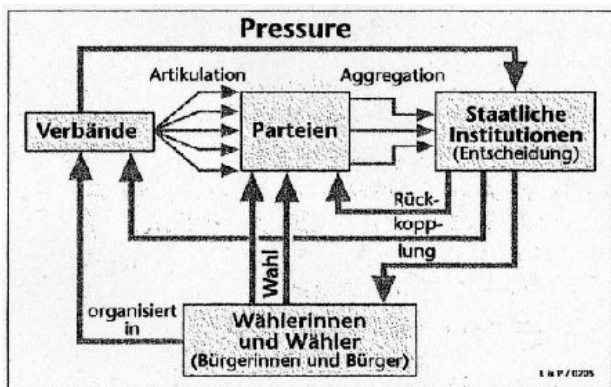 Pressure
Artikulation
Aggregation
Verbände
Parteien
Staatliche
Institutionen
(Entscheidung)
Rück-
kopp-
lung
Wahl
organisiert
in
Wählerinnen
und Wähler
(Bürgerinnen und Bürger)
L & P / 0205